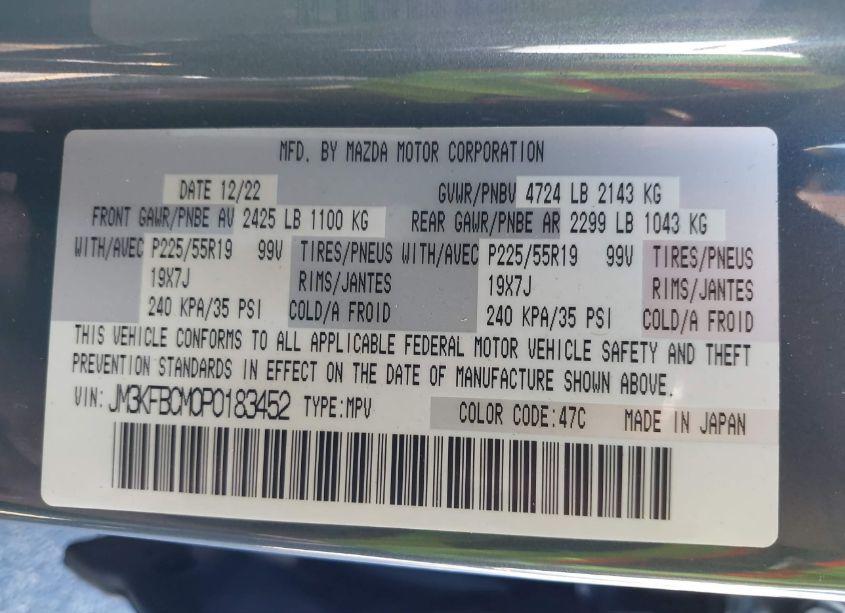 MFD. BY MAZDA MOTOR CORPORATION
DATE 12/22 GVWR/PNBV 4724 LB 2143 KG
FRONT GAWR/PNBE AV 2425 LB 1100 KG REAR GAWR/PNBE AR 2299 LB 1043 KG
WITH/AVEC P225/55R19 99V TIRES/PNEUS WITH/AVEC P225/55R19 99V TIRES/PNEUS
19X7J RIMS/JANTES 19X7J RIMS/JANTES
240 KPA/35 PSI COLD/A FROID 240 KPA/35 PSI COLD/A FROID
THIS VEHICLE CONFORMS TO ALL APPLICABLE FEDERAL MOTOR VEHICLE SAFETY AND THEFT
PREVENTION STANDARDS IN EFFECT ON THE DATE OF MANUFACTURE SHOWN ABOVE.
VIN: JM3KFBCM0P0183452 TYPE:MPV COLOR CODE:47C MADE IN JAPAN